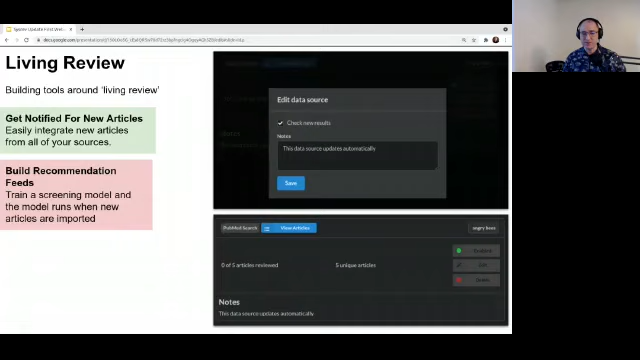 Living Review
Building tools around 'living review'
Get Notified For New Articles
Easily integrate new articles
from all of your sources.
Build Recommendation
Feeds
Train a screening model and
the model runs when new
articles are imported
Edit data source
Check new results
Notes
This data source updates automatically
Save
PubMed Search
View Articles
0 of 5 articles reviewed
5 unique articles
Edit
Notes
This data source updates automatically